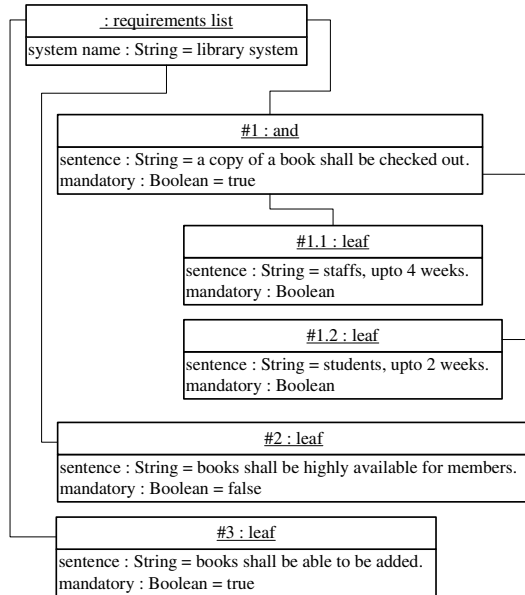 : requirements list
system name : String = library system
#1 : and
sentence : String = a copy of a book shall be checked out.
mandatory : Boolean = true
#1.1 : leaf
sentence : String = staffs, upto 4 weeks.
mandatory : Boolean
#1.2 : leaf
sentence : String = students, upto 2 weeks.
mandatory : Boolean
#2 : leaf
sentence : String = books shall be highly available for members.
mandatory : Boolean = false
#3 : leaf
sentence : String = books shall be able to be added.
mandatory : Boolean = true